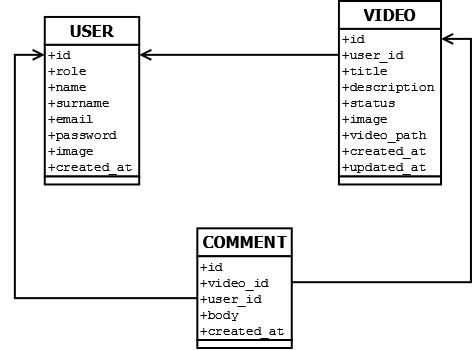 USER
+id
+role
+name
+surname
+email
+password
+image
+created_at
VIDEO
+id
+user_id
+title
+description
+status
+image
+video_path
+created_at
+updated_at
COMMENT
+id
+video_id
+user_id
+body
+created_at